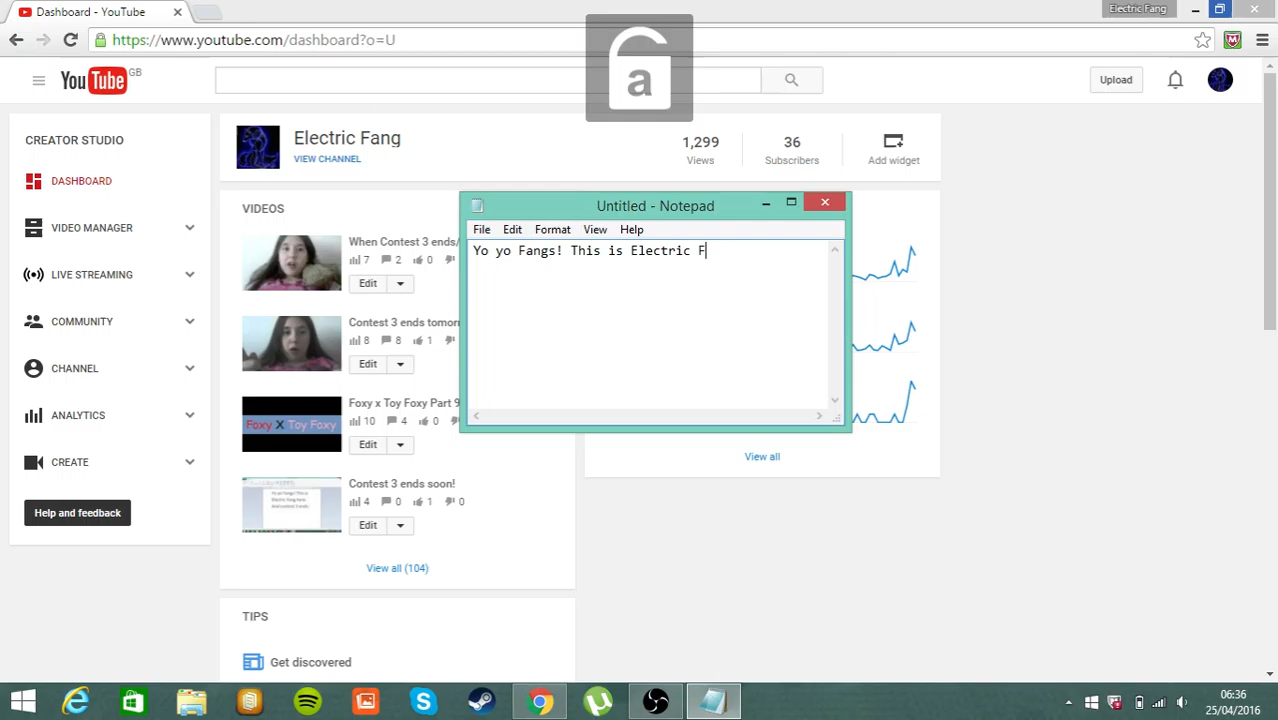 Dashboard - YouTube
Electric Fang
https://www.youtube.com/dashboard?o=U
YouTube GB
a
Upload
CREATOR STUDIO
DASHBOARD
VIDEO MANAGER
LIVE STREAMING
COMMUNITY
CHANNEL
ANALYTICS
CREATE
Help and feedback
Electric Fang
VIEW CHANNEL
1,299
Views
36
Subscribers
Add widget
VIDEOS
When Contest 3 ends/
7 2 0
Edit
Contest 3 ends tomor
8 8 1
Edit
Foxy X Toy Foxy
Foxy x Toy Foxy Part 9
10 4 0
Edit
Contest 3 ends soon!
4 0 1 0
Edit
View all (104)
TIPS
Get discovered
Untitled - Notepad
File Edit Format View Help
Yo yo Fangs! This is Electric F
View all
06:36
25/04/2016